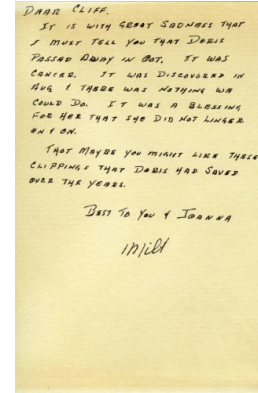 DEAR CLIFF,
IT IS WITH GREAT SADNESS THAT
I MUST TELL YOU THAT DORIS
PASSED AWAY IN OCT, IT WAS
CANCER. IT WAS DISCOVERED IN
AUG & THERE WAS NOTHING WE
COULD DO. IT WAS A BLESSING
FOR HER THAT SHE DID NOT LINGER
ON & ON.
THOT MAYBE YOU MIGHT LIKE THESE
CLIPPINGS THAT DORIS HAD SAVED
OVER THE YEARS.
BEST TO YOU & JOANNA
Milt